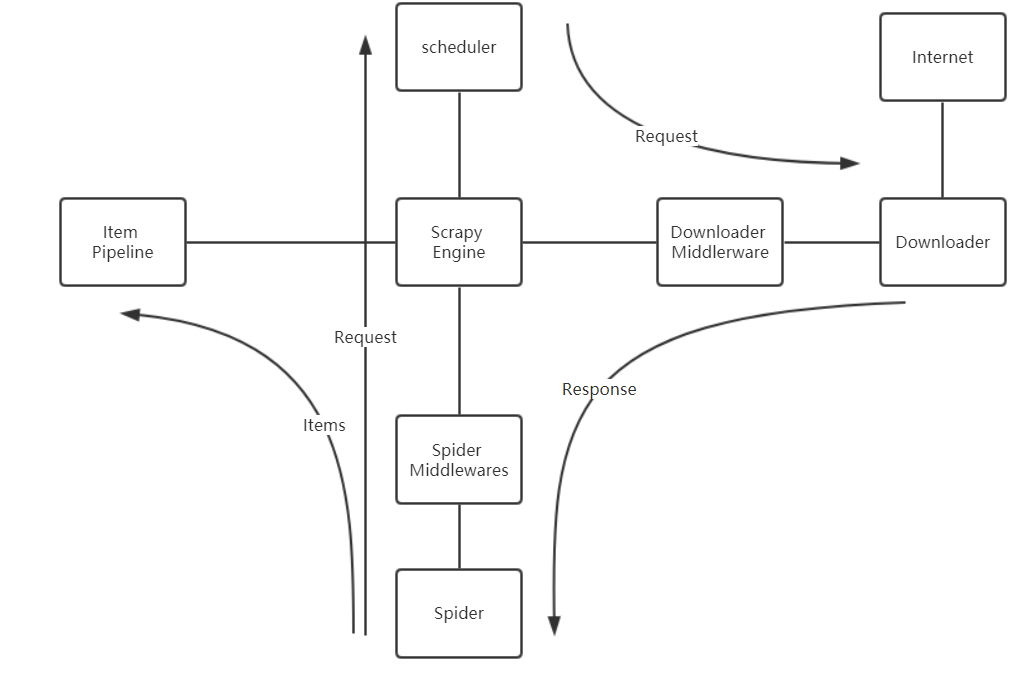 scheduler
Internet
Request
Item
Pipeline
Scrapy
Engine
Downloader
Middlerware
Downloader
Request
Response
Items
Spider
Middlewares
Spider